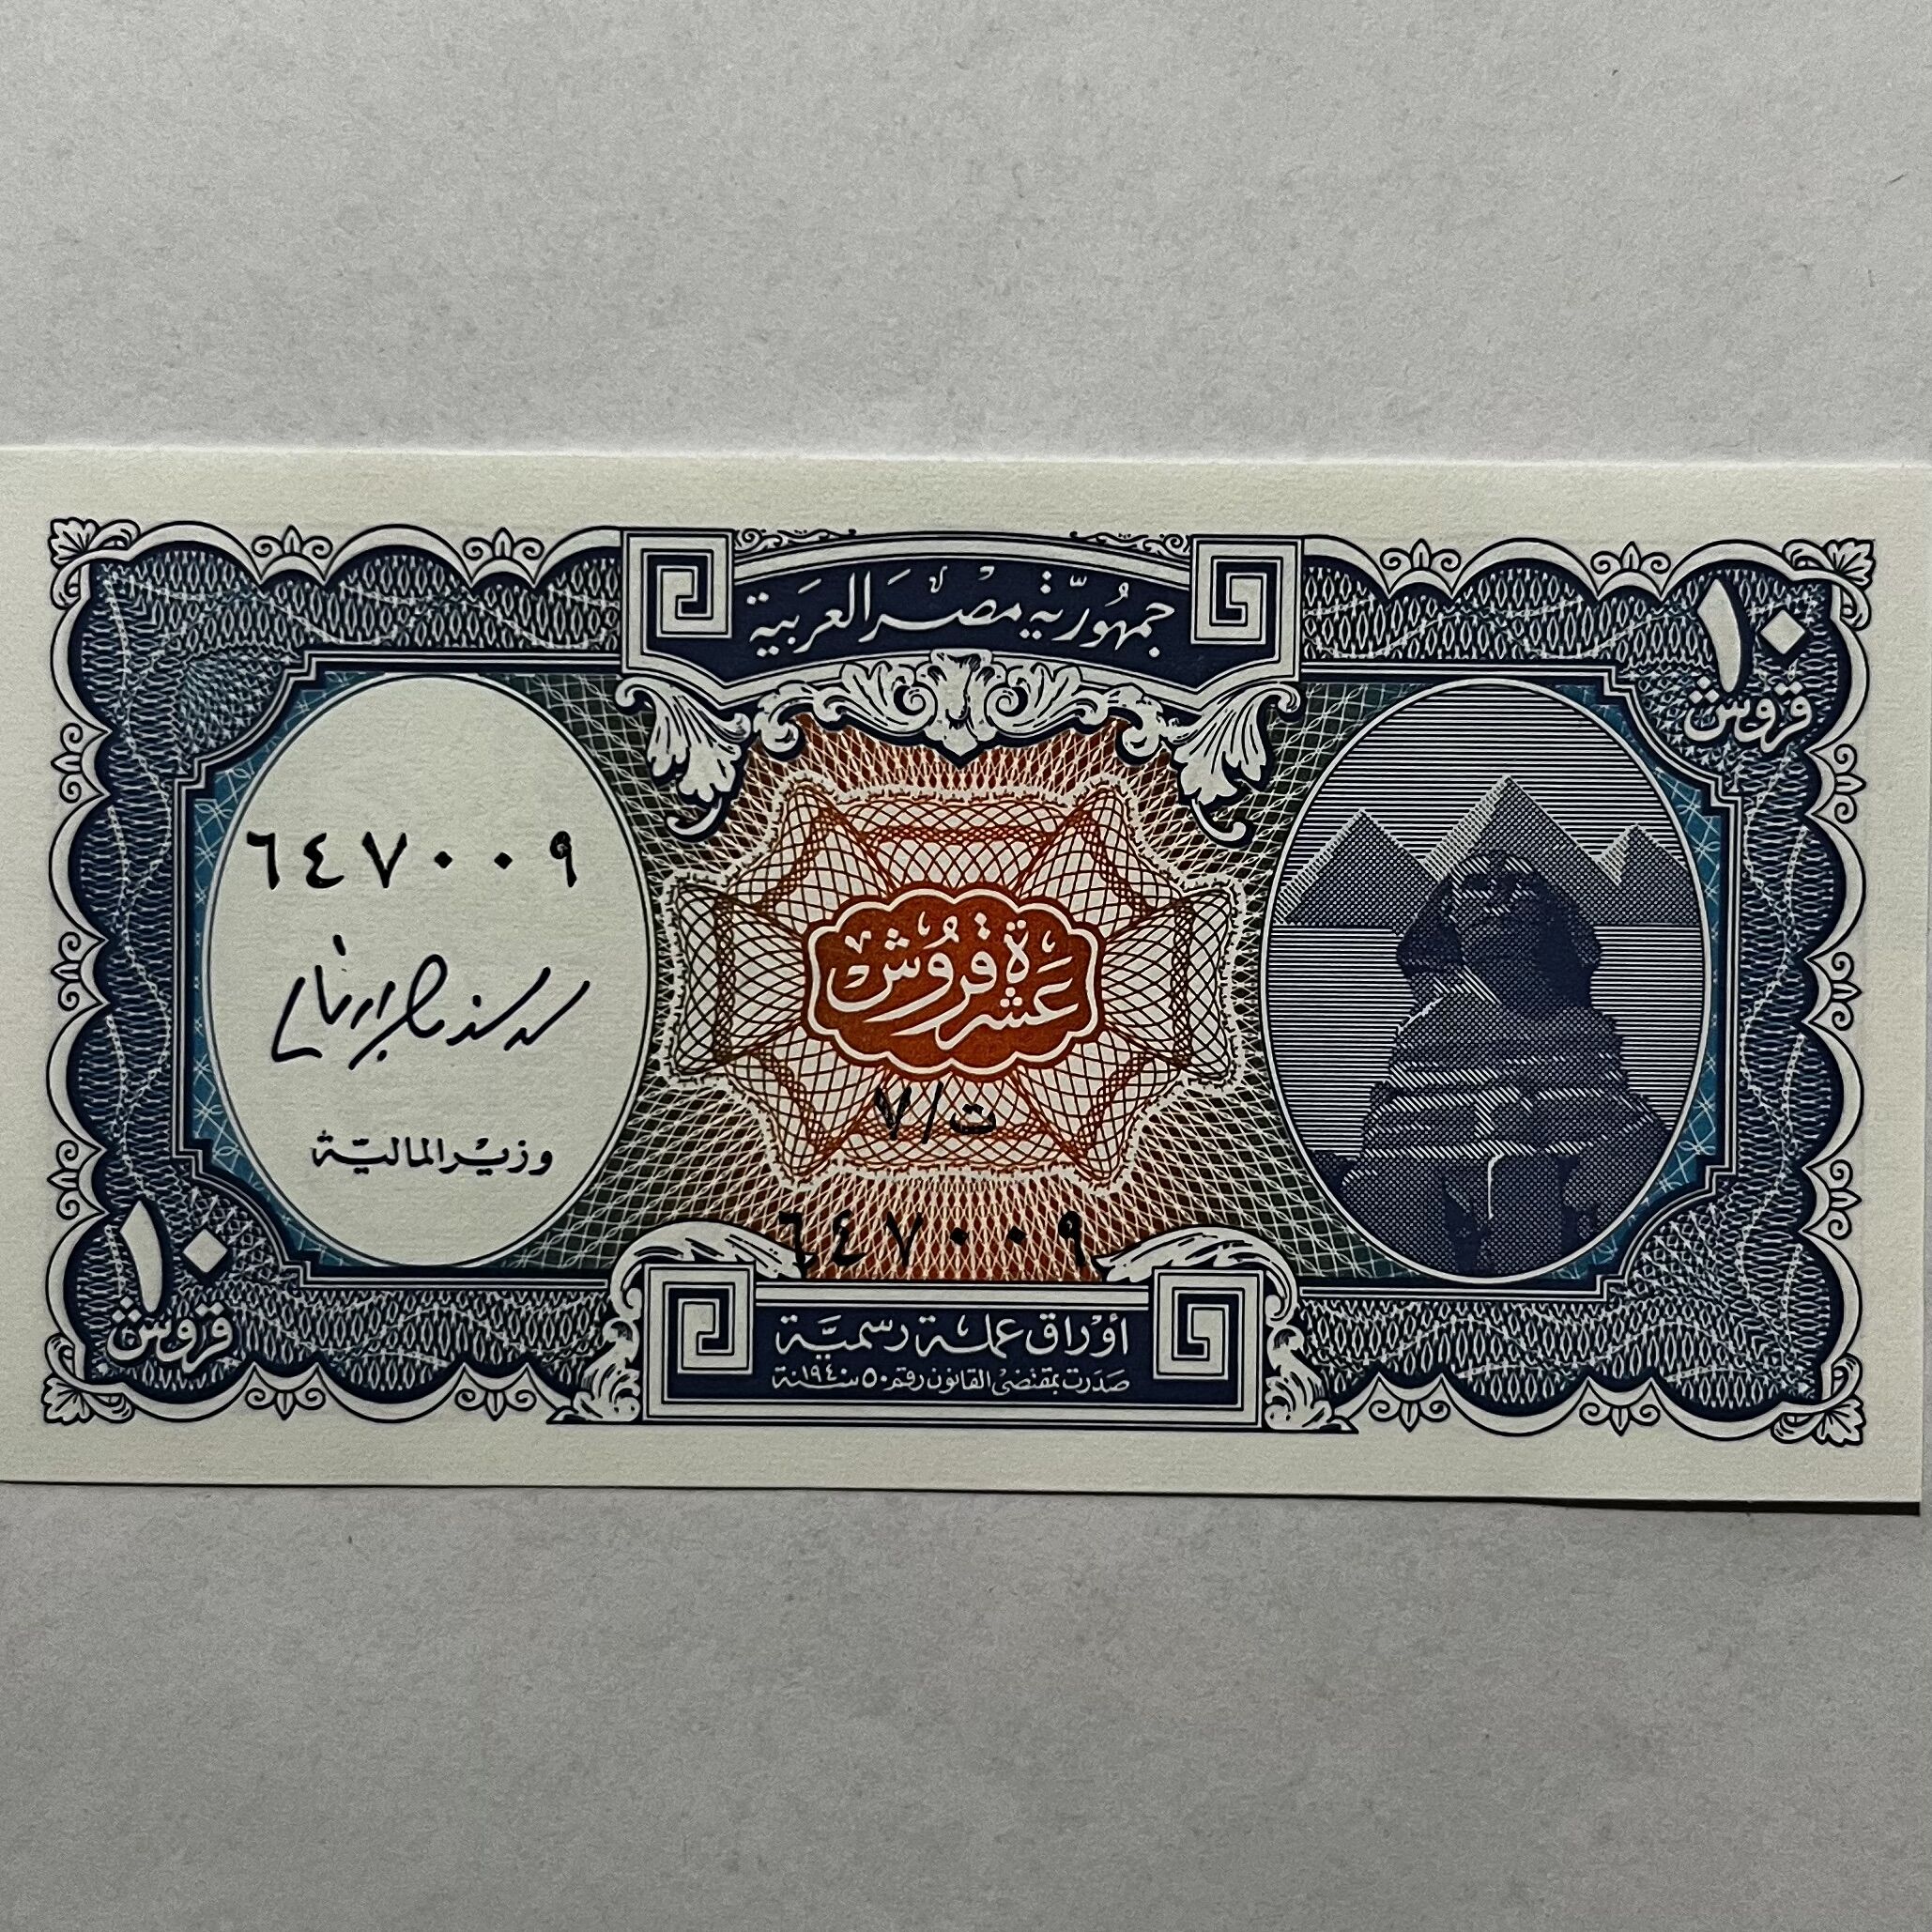 جمهورية مصر العربية
١٠
قروش
٦٤٧٠٠٩
عشرة قروش
ت/٧
وزير المالية
٦٤٧٠٠٩
١٠
قروش
أوراق عملة رسمية
صدرت بمقتضى القانون رقم ٥٠ سنة ١٩٤٠